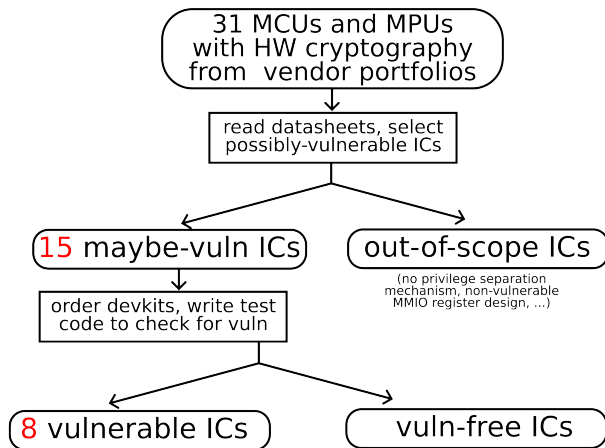 31 MCUs and MPUs
with HW cryptography
from vendor portfolios
read datasheets, select
possibly-vulnerable ICs
15 maybe-vuln ICs
out-of-scope ICs
(no privilege separation
mechanism, non-vulnerable
MMIO register design, ...)
order devkits, write test
code to check for vuln
8 vulnerable ICs
vuln-free ICs